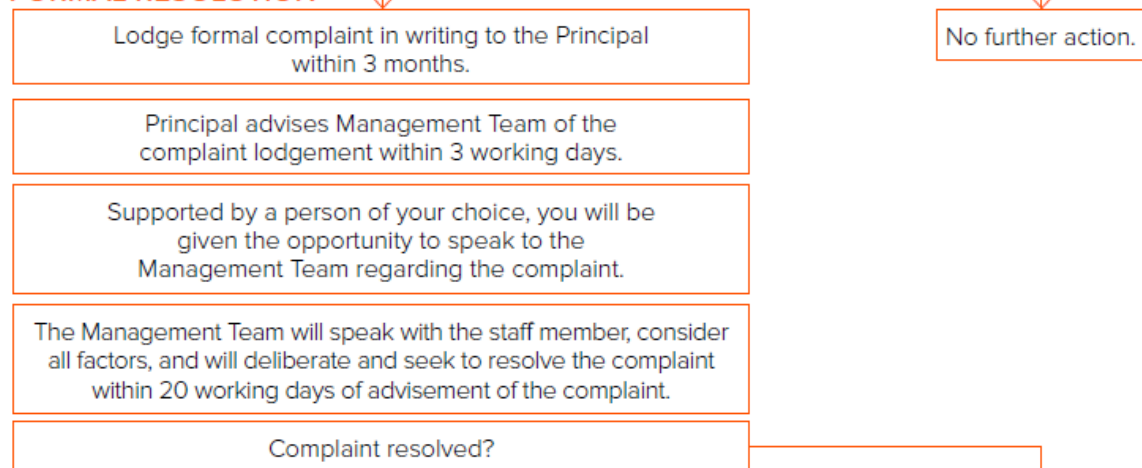 Lodge formal complaint in writing to the Principal
within 3 months.
No further action.
Principal advises Management Team of the
complaint lodgement within 3 working days.
Supported by a person of your choice, you will be
given the opportunity to speak to the
Management Team regarding the complaint.
The Management Team will speak with the staff member, consider
all factors, and will deliberate and seek to resolve the complaint
within 20 working days of advisement of the complaint.
Complaint resolved?